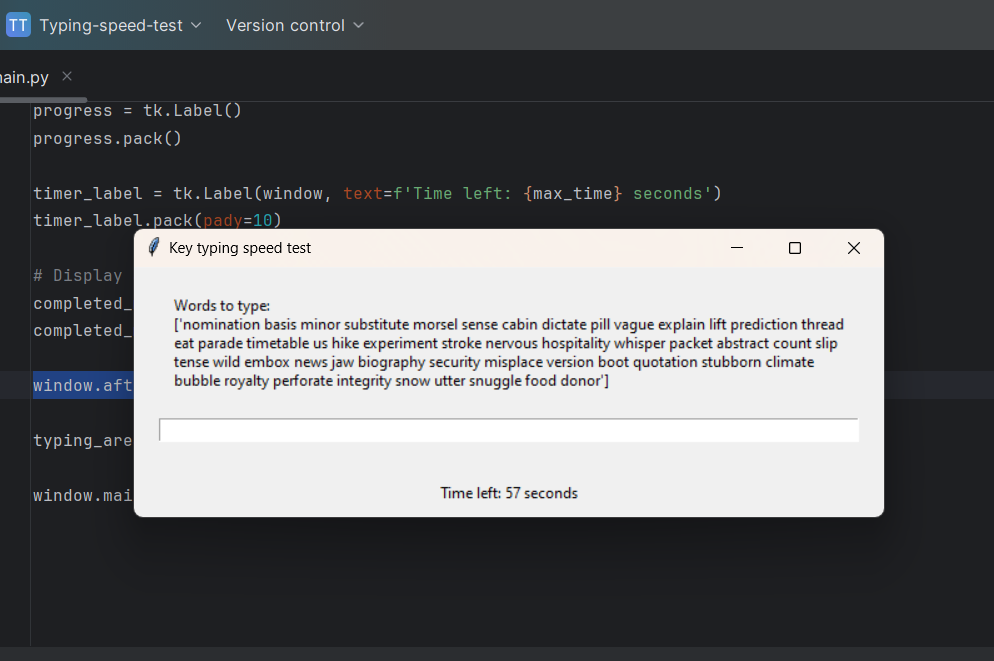 TT Typing-speed-test Version control
main.py
progress = tk.Label()
progress.pack()
timer_label = tk.Label(window, text=f'Time left: {max_time} seconds')
timer_label.pack(pady=10)
# Display
completed_
completed_
window.aft
typing_are
window.mai
Key typing speed test
Words to type:
['nomination basis minor substitute morsel sense cabin dictate pill vague explain lift prediction thread
eat parade timetable us hike experiment stroke nervous hospitality whisper packet abstract count slip
tense wild embox news jaw biography security misplace version boot quotation stubborn climate
bubble royalty perforate integrity snow utter snuggle food donor']
Time left: 57 seconds